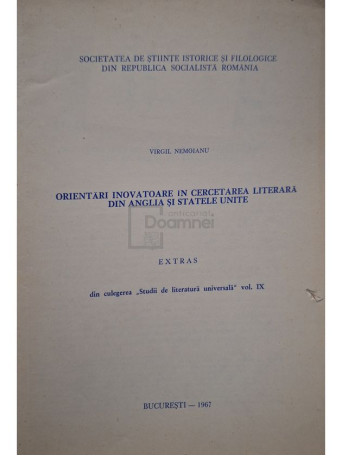 SOCIETATEA DE ȘTIINȚE ISTORICE ȘI FILOLOGICE
DIN REPUBLICA SOCIALISTĂ ROMÂNIA
VIRGIL NEMOIANU
ORIENTĂRI INOVATOARE ÎN CERCETAREA LITERARĂ
DIN ANGLIA ȘI STATELE UNITE
Doamnei
EXTRAS
din culegerea „Studii de literatură universală" vol. IX
BUCUREȘTI — 1967